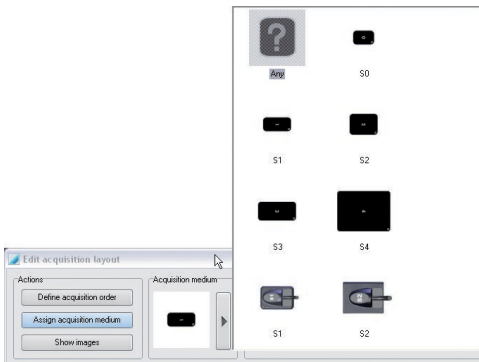 Any
S0
S1
S2
S3
S4
Edit acquisition layout
Actions
Acquisition medium
Define acquisition order
Assign acquisition medium
Show images
S1
S2